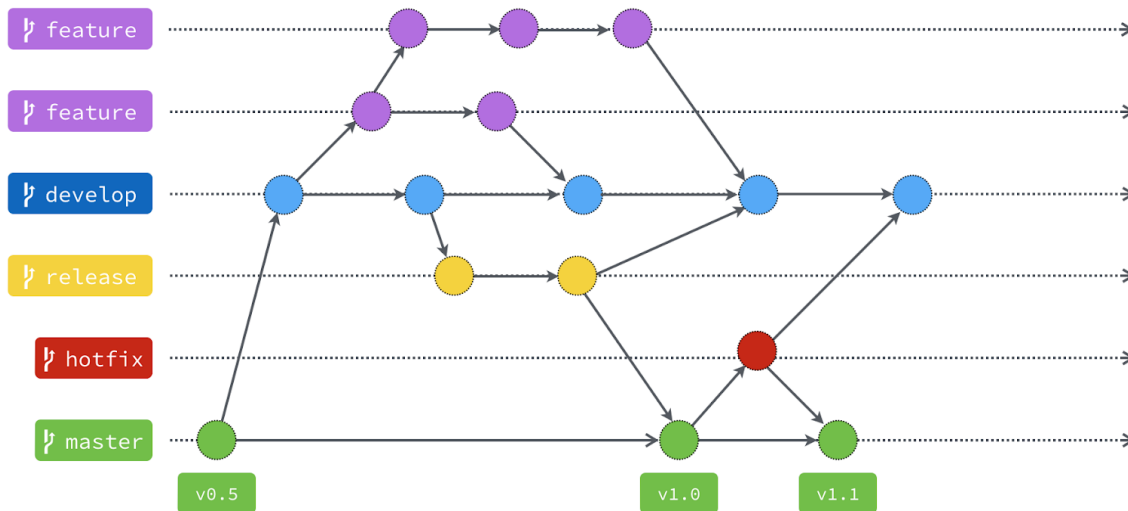 feature
feature
develop
release
hotfix
master
v0.5
v1.0
v1.1